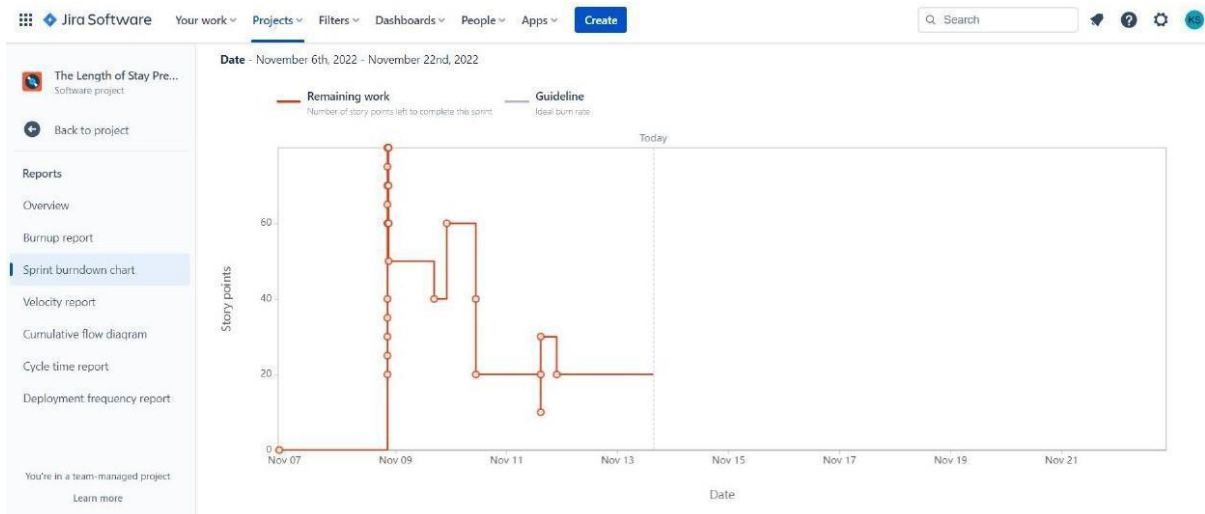 Jira Software Your work Projects Filters Dashboards People Apps Create Search KS
The Length of Stay Pre...
Software project
Back to project
Reports
Overview
Burnup report
Sprint burndown chart
Velocity report
Cumulative flow diagram
Cycle time report
Deployment frequency report
You're in a team-managed project
Learn more
Date - November 6th, 2022 - November 22nd, 2022
Remaining work
Number of story points left to complete this sprint
Guideline
Ideal burn rate
Today
Story points
60
40
20
0
Nov 07 Nov 09 Nov 11 Nov 13 Nov 15 Nov 17 Nov 19 Nov 21
Date